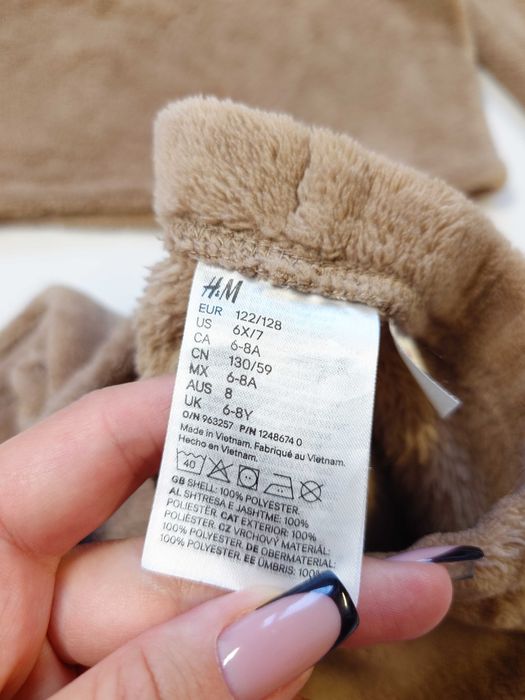 H&M
EUR 122/128
US 6X/7
CA 6-8A
CN 130/59
MX 6-8A
AUS 8
UK 6-8Y
O/N 963257 P/N 1248674 0
Made in Vietnam. Fabriqué au Vietnam.
Hecho en Vietnam.
40
GB SHELL: 100% POLYESTER.
AL SHTRESA E JASHTME: 100%
POLIESTER. CAT EXTERIOR: 100%
POLIÈSTER. CZ VRCHOVÝ MATERIÁL:
100% POLYESTER. DE OBERMATERIAL:
100% POLYESTER. EE ÜMBRIS: 100%